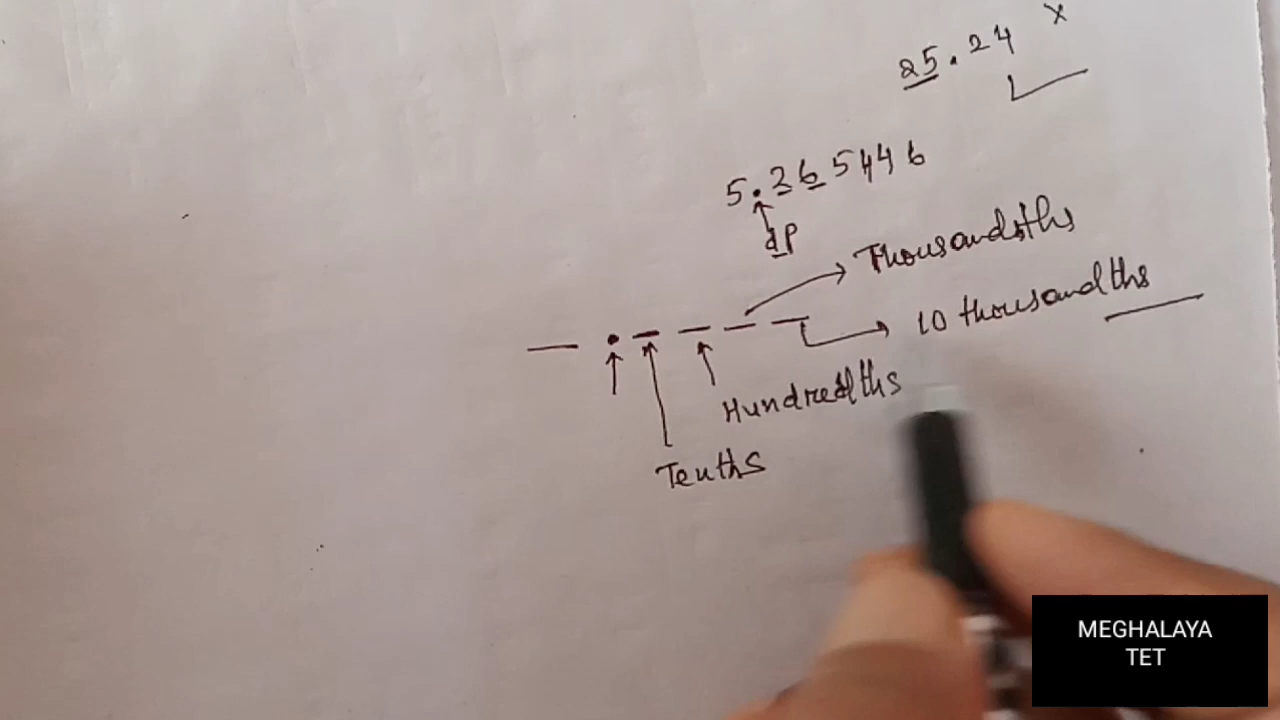 25.24 x
5.365446
dp
Thousandths
10 thousandths
Hundredths
Tenths
MEGHALAYA
TET